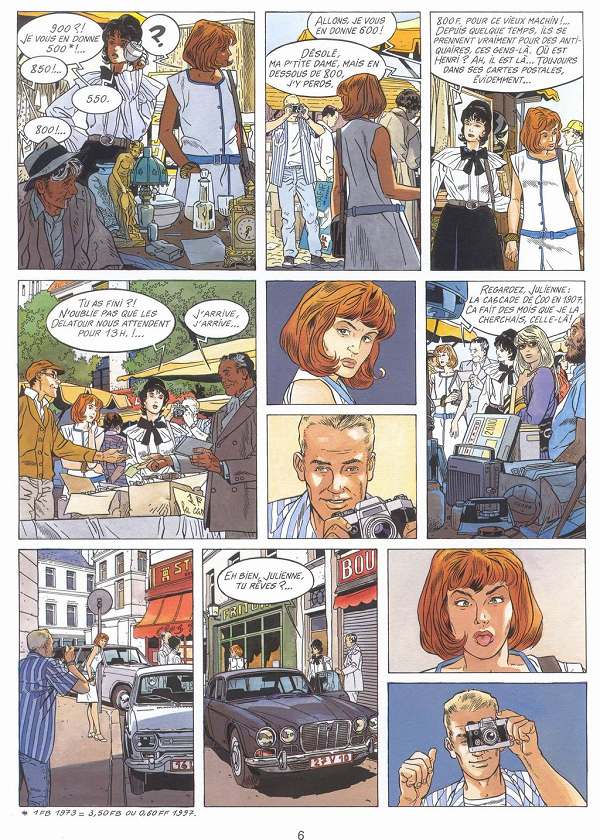 900?!
JE VOUS EN DONNE
500*!...
?
850!...
550.
800!...
ALLONS, JE VOUS
EN DONNE 600!
DÉSOLÉ,
MA P'TITE DAME, MAIS EN
DESSOUS DE 800,
J'Y PERDS.
800 F. POUR CE VIEUX MACHIN!...
DEPUIS QUELQUE TEMPS, ILS SE
PRENNENT VRAIMENT POUR DES ANTI-
QUAIRES, CES GENS-LÀ. OÙ EST
HENRI? AH, IL EST LÀ... TOUJOURS
DANS SES CARTES POSTALES,
ÉVIDEMMENT...
TU AS FINI?!
N'OUBLIE PAS QUE LES
DELATOUR NOUS ATTENDENT
POUR 13 H. !...
J'ARRIVE,
J'ARRIVE...
REGARDEZ, JULIENNE:
LA CASCADE DE COO EN 1907.
ÇA FAIT DES MOIS QUE JE LA
CHERCHAIS, CELLE-LÀ!
EH BIEN, JULIENNE,
TU RÊVES?...
BOU
FRITU
27 V 10
* 1 FB 1973 = 3,50 FB OU 0,60 FF 1997.
6